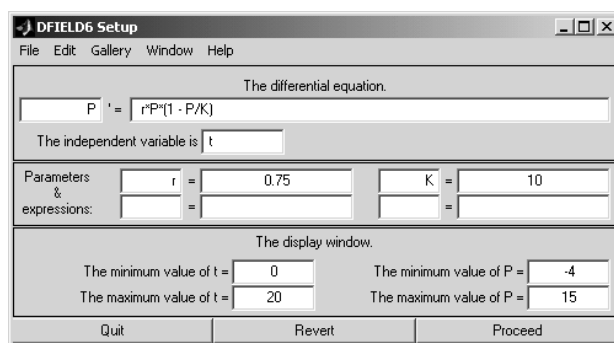 DFIELD6 Setup
File Edit Gallery Window Help
The differential equation.
P ' = r*P*(1 - P/K)
The independent variable is t
Parameters & expressions: r = 0.75 K = 10
= =
The display window.
The minimum value of t = 0 The minimum value of P = -4
The maximum value of t = 20 The maximum value of P = 15
Quit Revert Proceed